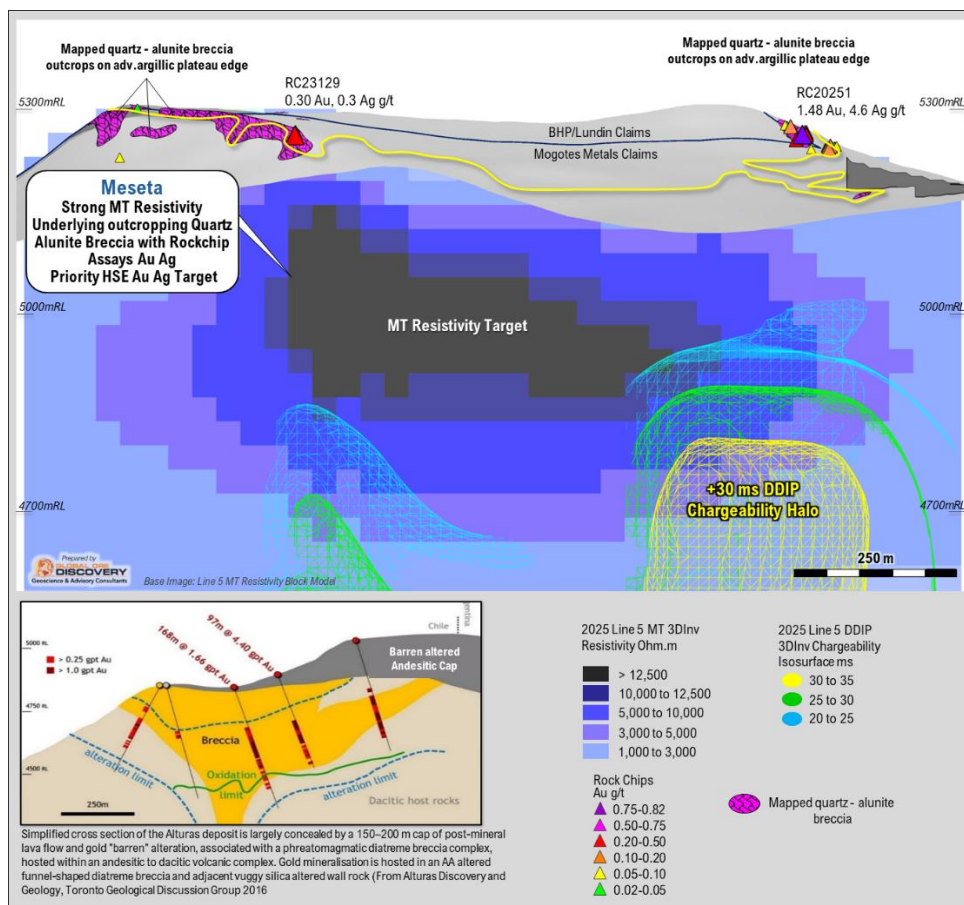 Mapped quartz - alunite breccia
outcrops on adv.argillic plateau edge
Mapped quartz - alunite breccia
outcrops on adv.argillic plateau edge
RC23129
0.30 Au, 0.3 Ag g/t
RC20251
1.48 Au, 4.6 Ag g/t
5300mRL
5300mRL
BHP/Lundin Claims
Mogotes Metals Claims
Meseta
Strong MT Resistivity
Underlying outcropping Quartz
Alunite Breccia with Rockchip
Assays Au Ag
Priority HSE Au Ag Target
5000mRL
5000mRL
MT Resistivity Target
4700mRL
4700mRL
+30 ms DDIP
Chargeability Halo
250 m
Prepared by
GLOBAL ORE
DISCOVERY
Geoscience & Advisory Consultants
Base Image: Line 5 MT Resistivity Block Model
5000 RL
> 0.25 gpt Au
> 1.0 gpt Au
168m @ 1.66 gpt Au
97m @ 4.40 gpt Au
Chile
Barren altered
Andesitic Cap
4750 RL
Breccia
alteration limit
Oxidation
limit
alteration limit
4500 RL
Dacitic host rocks
250m
Simplified cross section of the Alturas deposit is largely concealed by a 150–200 m cap of post-mineral
lava flow and gold "barren" alteration, associated with a phreatomagmatic diatreme breccia complex,
hosted within an andesitic to dacitic volcanic complex. Gold mineralisation is hosted in an AA altered
funnel-shaped diatreme breccia and adjacent vuggy silica altered wall rock (From Alturas Discovery and
Geology, Toronto Geological Discussion Group 2016
2025 Line 5 MT 3DInv
Resistivity Ohm.m
> 12,500
10,000 to 12,500
5,000 to 10,000
3,000 to 5,000
1,000 to 3,000
2025 Line 5 DDIP
3DInv Chargeability
Isosurface ms
30 to 35
25 to 30
20 to 25
Rock Chips
Au g/t
0.75-0.82
0.50-0.75
0.20-0.50
0.10-0.20
0.05-0.10
0.02-0.05
Mapped quartz - alunite
breccia